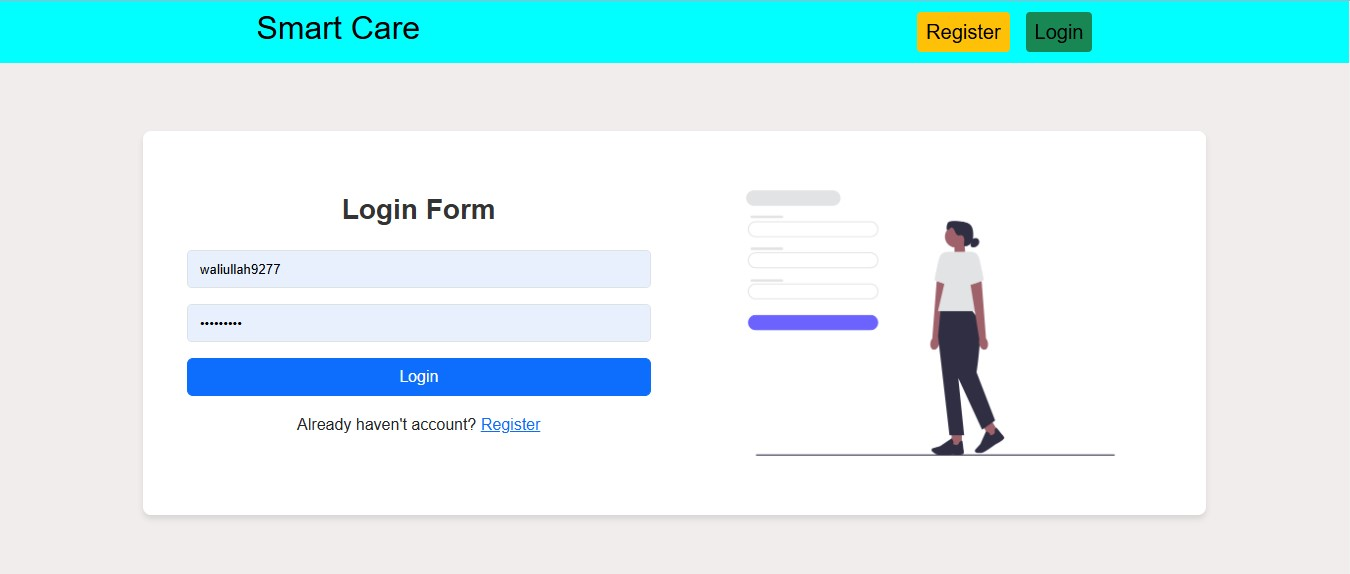 Smart Care
Register
Login
Login Form
waliullah9277
•••••••••
Login
Already haven't account? Register